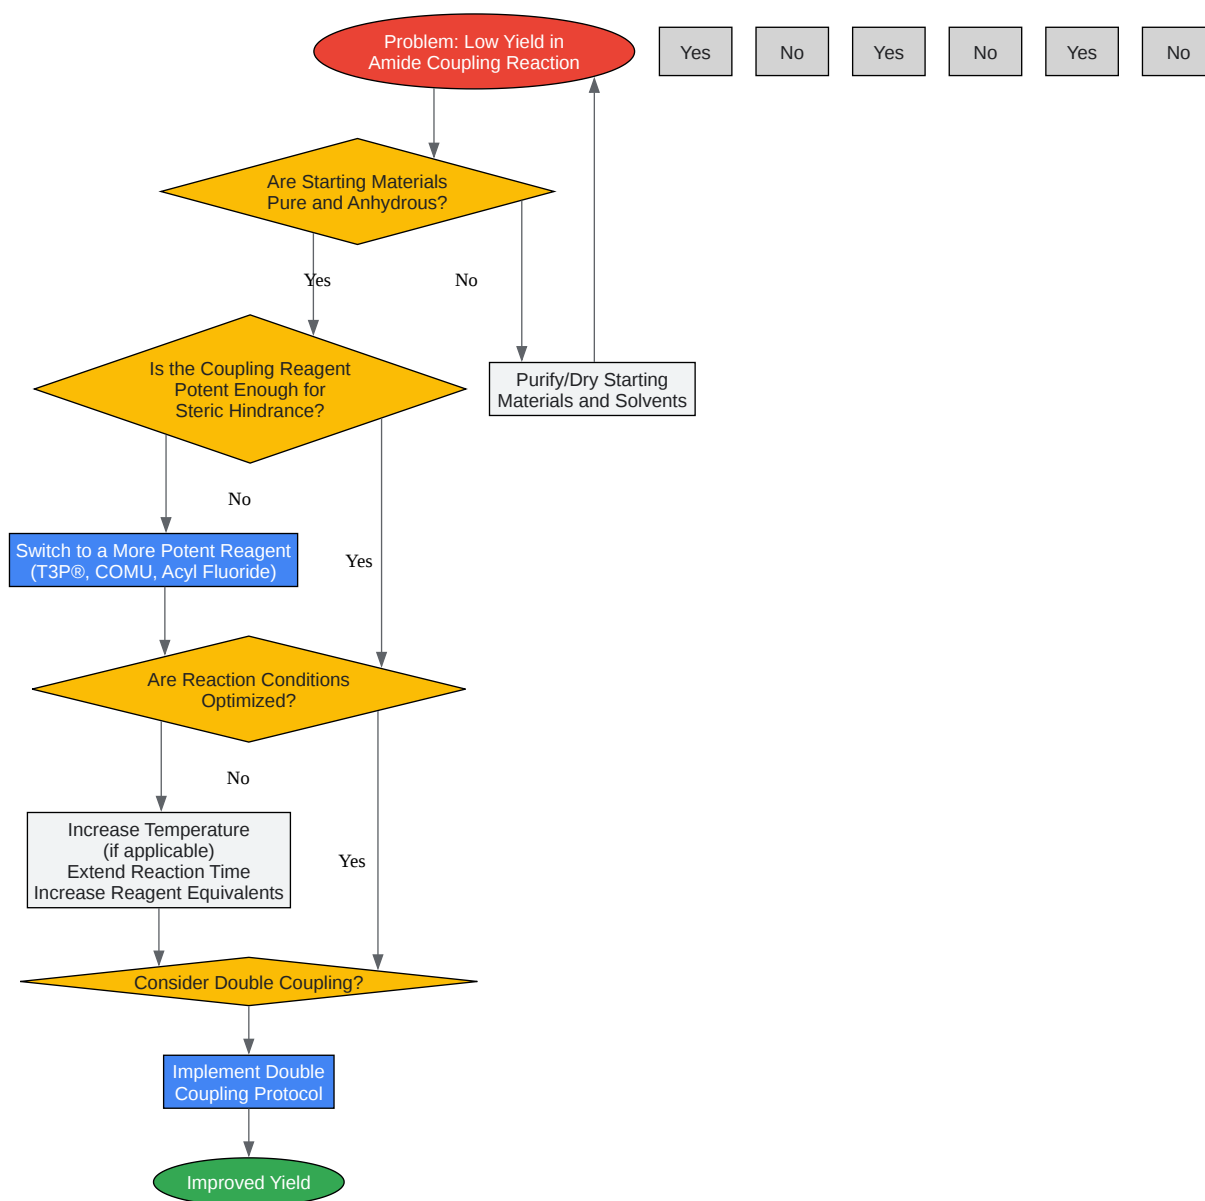 Problem: Low Yield in
Amide Coupling Reaction
Yes
No
Yes
No
Yes
No
Are Starting Materials
Pure and Anhydrous?
Yes
No
Is the Coupling Reagent
Potent Enough for
Steric Hindrance?
Purify/Dry Starting
Materials and Solvents
No
Switch to a More Potent Reagent
(T3P®, COMU, Acyl Fluoride)
Yes
Are Reaction Conditions
Optimized?
No
Increase Temperature
(if applicable)
Extend Reaction Time
Increase Reagent Equivalents
Yes
Consider Double Coupling?
Implement Double
Coupling Protocol
Improved Yield